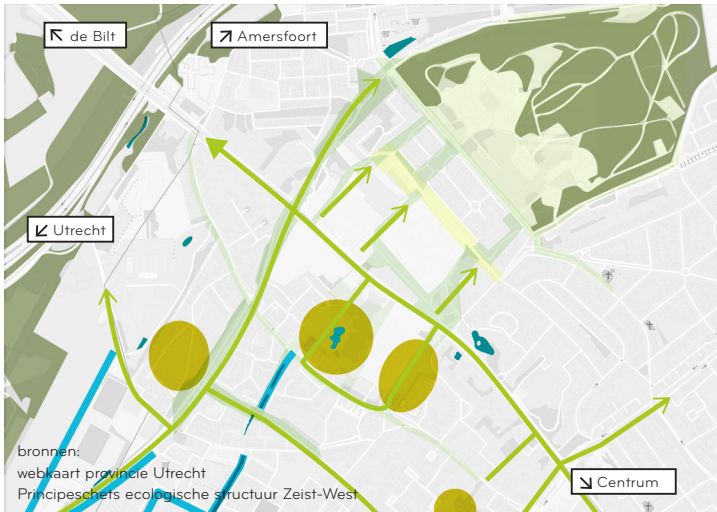 ↖ de Bilt
↗ Amersfoort
↙ Utrecht
bronnen:
webkaart provincie Utrecht
Principeschets ecologische structuur Zeist-West
↘ Centrum